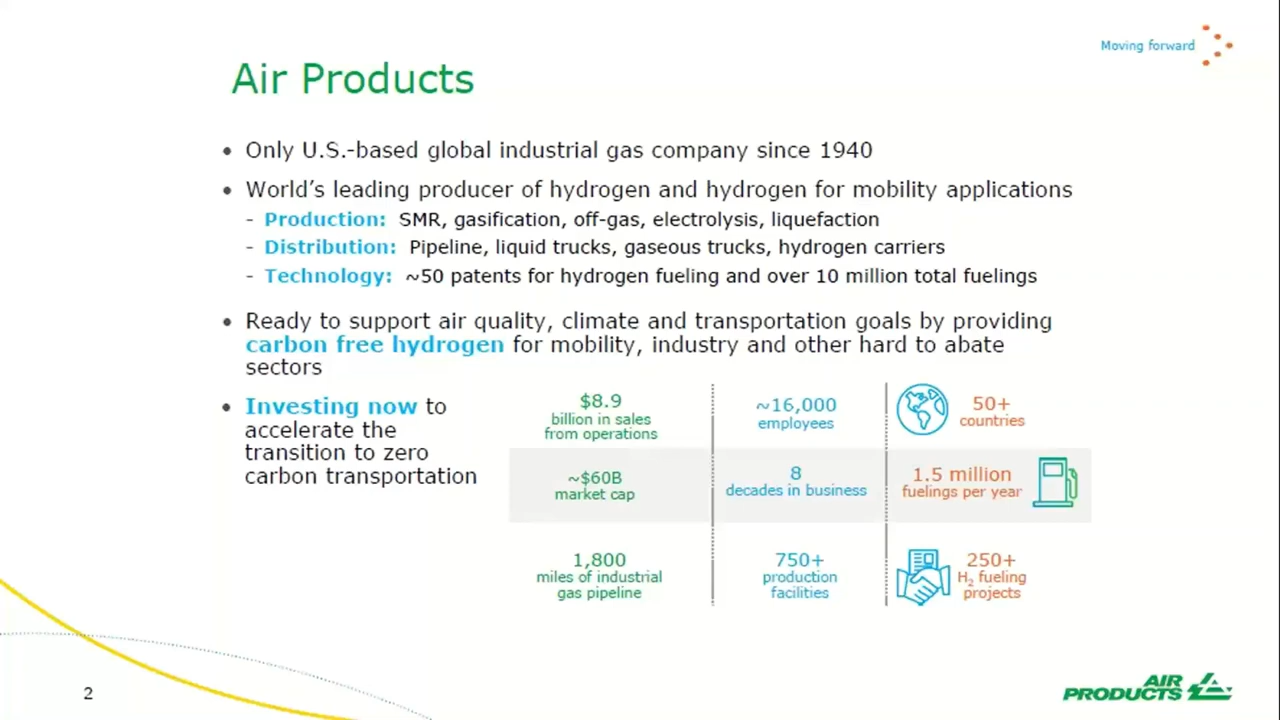 Moving forward
Air Products
• Only U.S.-based global industrial gas company since 1940
• World's leading producer of hydrogen and hydrogen for mobility applications
- Production: SMR, gasification, off-gas, electrolysis, liquefaction
- Distribution: Pipeline, liquid trucks, gaseous trucks, hydrogen carriers
- Technology: ~50 patents for hydrogen fueling and over 10 million total fuelings
• Ready to support air quality, climate and transportation goals by providing
carbon free hydrogen for mobility, industry and other hard to abate
sectors
• Investing now to
accelerate the
transition to zero
carbon transportation
$8.9
billion in sales
from operations
~16,000
employees
50+
countries
~$60B
market cap
8
decades in business
1.5 million
fuelings per year
1,800
miles of industrial
gas pipeline
750+
production
facilities
250+
H₂ fueling
projects
2
AIR
PRODUCTS